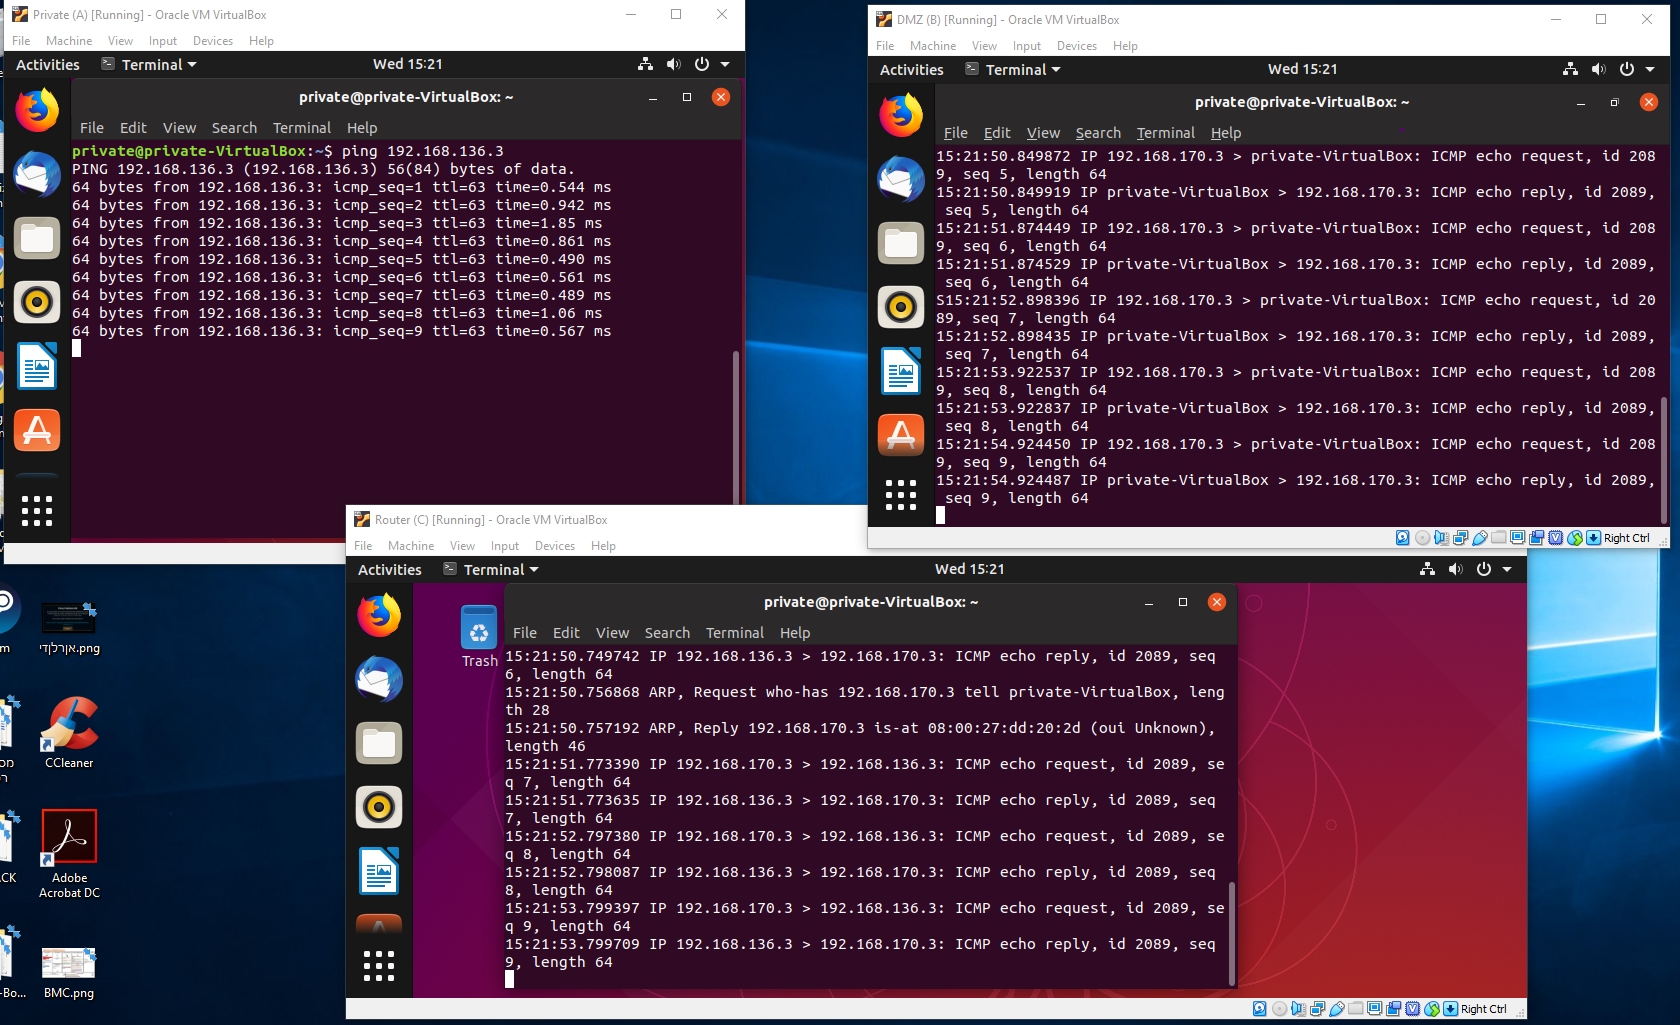 Private (A) [Running] - Oracle VM VirtualBox
File Machine View Input Devices Help
Activities Terminal Wed 15:21
private@private-VirtualBox: ~
File Edit View Search Terminal Help
private@private-VirtualBox:~$ ping 192.168.136.3
PING 192.168.136.3 (192.168.136.3) 56(84) bytes of data.
64 bytes from 192.168.136.3: icmp_seq=1 ttl=63 time=0.544 ms
64 bytes from 192.168.136.3: icmp_seq=2 ttl=63 time=0.942 ms
64 bytes from 192.168.136.3: icmp_seq=3 ttl=63 time=1.85 ms
64 bytes from 192.168.136.3: icmp_seq=4 ttl=63 time=0.861 ms
64 bytes from 192.168.136.3: icmp_seq=5 ttl=63 time=0.490 ms
64 bytes from 192.168.136.3: icmp_seq=6 ttl=63 time=0.561 ms
64 bytes from 192.168.136.3: icmp_seq=7 ttl=63 time=0.489 ms
64 bytes from 192.168.136.3: icmp_seq=8 ttl=63 time=1.06 ms
64 bytes from 192.168.136.3: icmp_seq=9 ttl=63 time=0.567 ms
DMZ (B) [Running] - Oracle VM VirtualBox
File Machine View Input Devices Help
Activities Terminal Wed 15:21
private@private-VirtualBox: ~
File Edit View Search Terminal Help
15:21:50.849872 IP 192.168.170.3 > private-VirtualBox: ICMP echo request, id 208
9, seq 5, length 64
15:21:50.849919 IP private-VirtualBox > 192.168.170.3: ICMP echo reply, id 2089,
seq 5, length 64
15:21:51.874449 IP 192.168.170.3 > private-VirtualBox: ICMP echo request, id 208
9, seq 6, length 64
15:21:51.874529 IP private-VirtualBox > 192.168.170.3: ICMP echo reply, id 2089,
seq 6, length 64
S15:21:52.898396 IP 192.168.170.3 > private-VirtualBox: ICMP echo request, id 20
89, seq 7, length 64
15:21:52.898435 IP private-VirtualBox > 192.168.170.3: ICMP echo reply, id 2089,
seq 7, length 64
15:21:53.922537 IP 192.168.170.3 > private-VirtualBox: ICMP echo request, id 208
9, seq 8, length 64
15:21:53.922837 IP private-VirtualBox > 192.168.170.3: ICMP echo reply, id 2089,
seq 8, length 64
15:21:54.924450 IP 192.168.170.3 > private-VirtualBox: ICMP echo request, id 208
9, seq 9, length 64
15:21:54.924487 IP private-VirtualBox > 192.168.170.3: ICMP echo reply, id 2089,
seq 9, length 64
Right Ctrl
Router (C) [Running] - Oracle VM VirtualBox
File Machine View Input Devices Help
Activities Terminal Wed 15:21
Trash
private@private-VirtualBox: ~
File Edit View Search Terminal Help
15:21:50.749742 IP 192.168.136.3 > 192.168.170.3: ICMP echo reply, id 2089, seq
6, length 64
15:21:50.756868 ARP, Request who-has 192.168.170.3 tell private-VirtualBox, leng
th 28
15:21:50.757192 ARP, Reply 192.168.170.3 is-at 08:00:27:dd:20:2d (oui Unknown),
length 46
15:21:51.773390 IP 192.168.170.3 > 192.168.136.3: ICMP echo request, id 2089, se
q 7, length 64
15:21:51.773635 IP 192.168.136.3 > 192.168.170.3: ICMP echo reply, id 2089, seq
7, length 64
15:21:52.797380 IP 192.168.170.3 > 192.168.136.3: ICMP echo request, id 2089, se
q 8, length 64
15:21:52.798087 IP 192.168.136.3 > 192.168.170.3: ICMP echo reply, id 2089, seq
8, length 64
15:21:53.799397 IP 192.168.170.3 > 192.168.136.3: ICMP echo request, id 2089, se
q 9, length 64
15:21:53.799709 IP 192.168.136.3 > 192.168.170.3: ICMP echo reply, id 2089, seq
9, length 64
Right Ctrl
CCleaner
Adobe
Acrobat DC
BMC.png